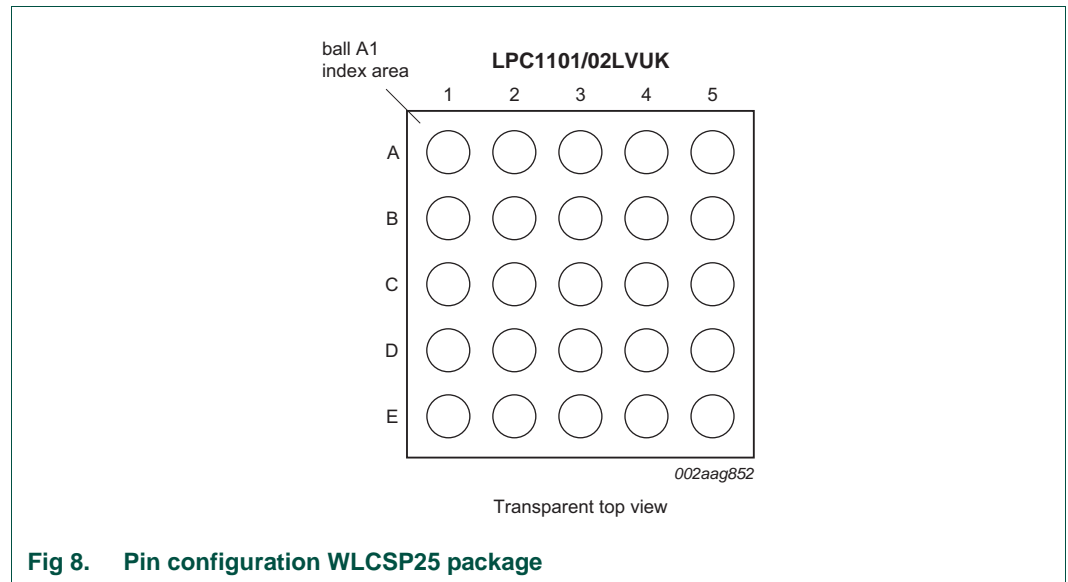 ball A1
index area
LPC1101/02LVUK
1 2 3 4 5
A
B
C
D
E
002aag852
Transparent top view
Fig 8. Pin configuration WLCSP25 package